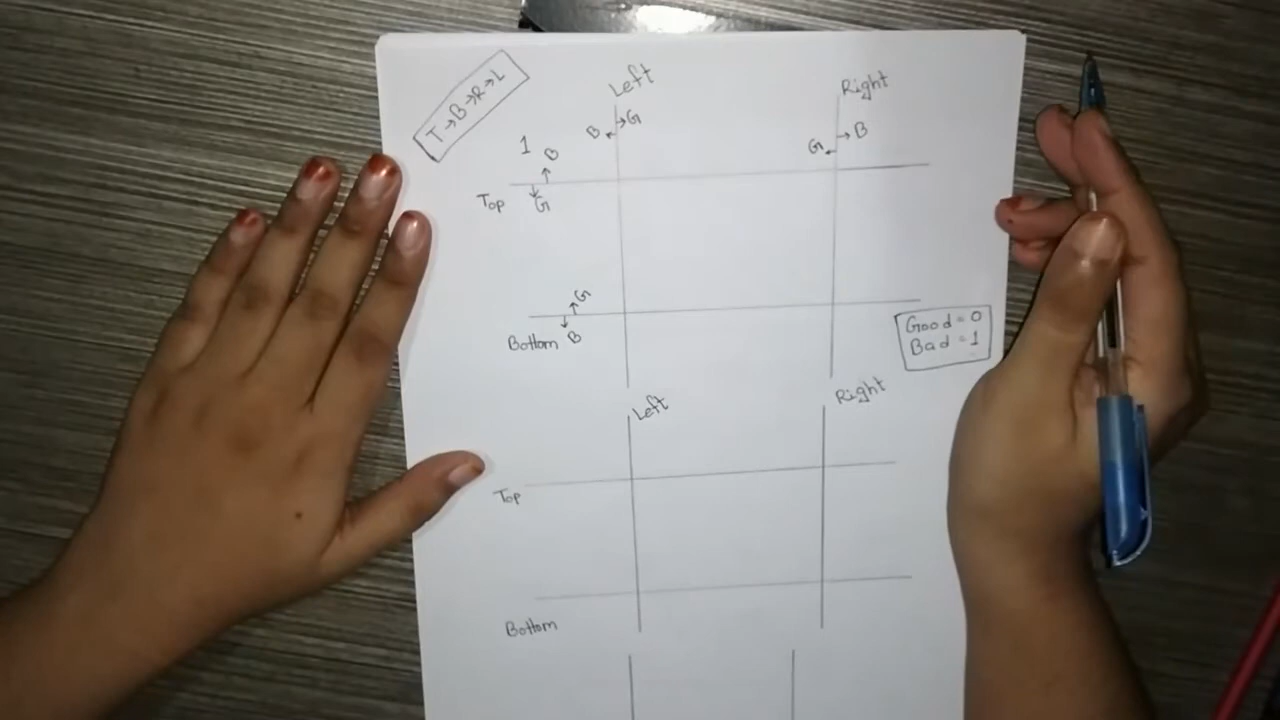 T→B→R→L
Left
Right
1
B
B
G
G
B
Top
G
G
Bottom
B
Good = 0
Bad = 1
Left
Right
Top
Bottom